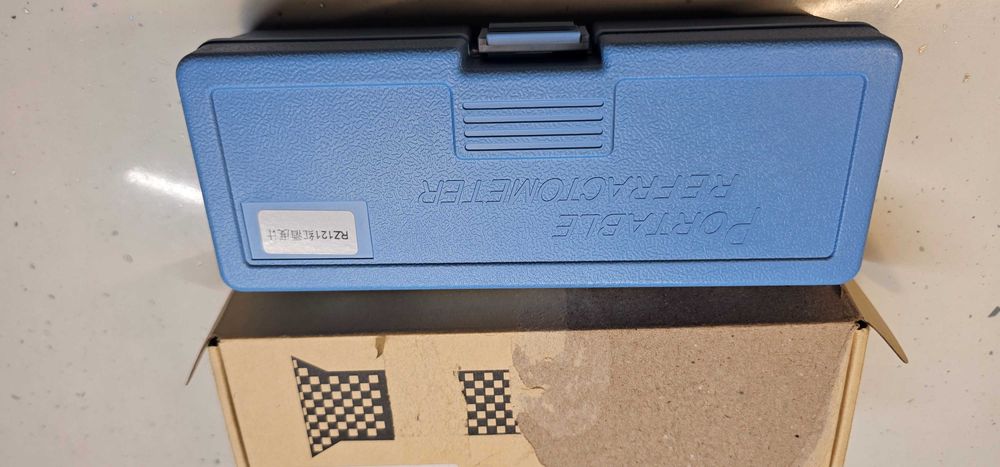 PORTABLE
REFRACTOMETER
RZ121红酒度计